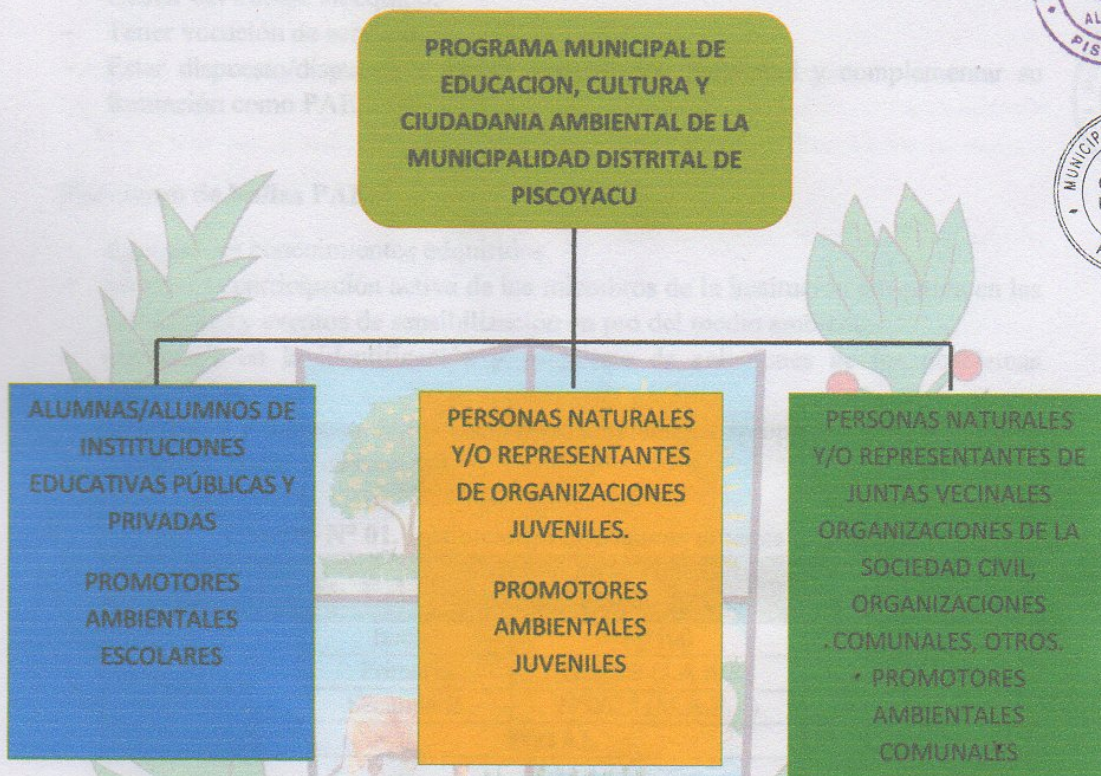 PROGRAMA MUNICIPAL DE
EDUCACION, CULTURA Y
CIUDADANIA AMBIENTAL DE LA
MUNICIPALIDAD DISTRITAL DE
PISCOYACU
ALUMNAS/ALUMNOS DE
INSTITUCIONES
EDUCATIVAS PÚBLICAS Y
PRIVADAS
PROMOTORES
AMBIENTALES
ESCOLARES
PERSONAS NATURALES
Y/O REPRESENTANTES
DE ORGANIZACIONES
JUVENILES.
PROMOTORES
AMBIENTALES
JUVENILES
PERSONAS NATURALES
Y/O REPRESENTANTES DE
JUNTAS VECINALES
ORGANIZACIONES DE LA
SOCIEDAD CIVIL,
ORGANIZACIONES
COMUNALES, OTROS.
PROMOTORES
AMBIENTALES
COMUNALES